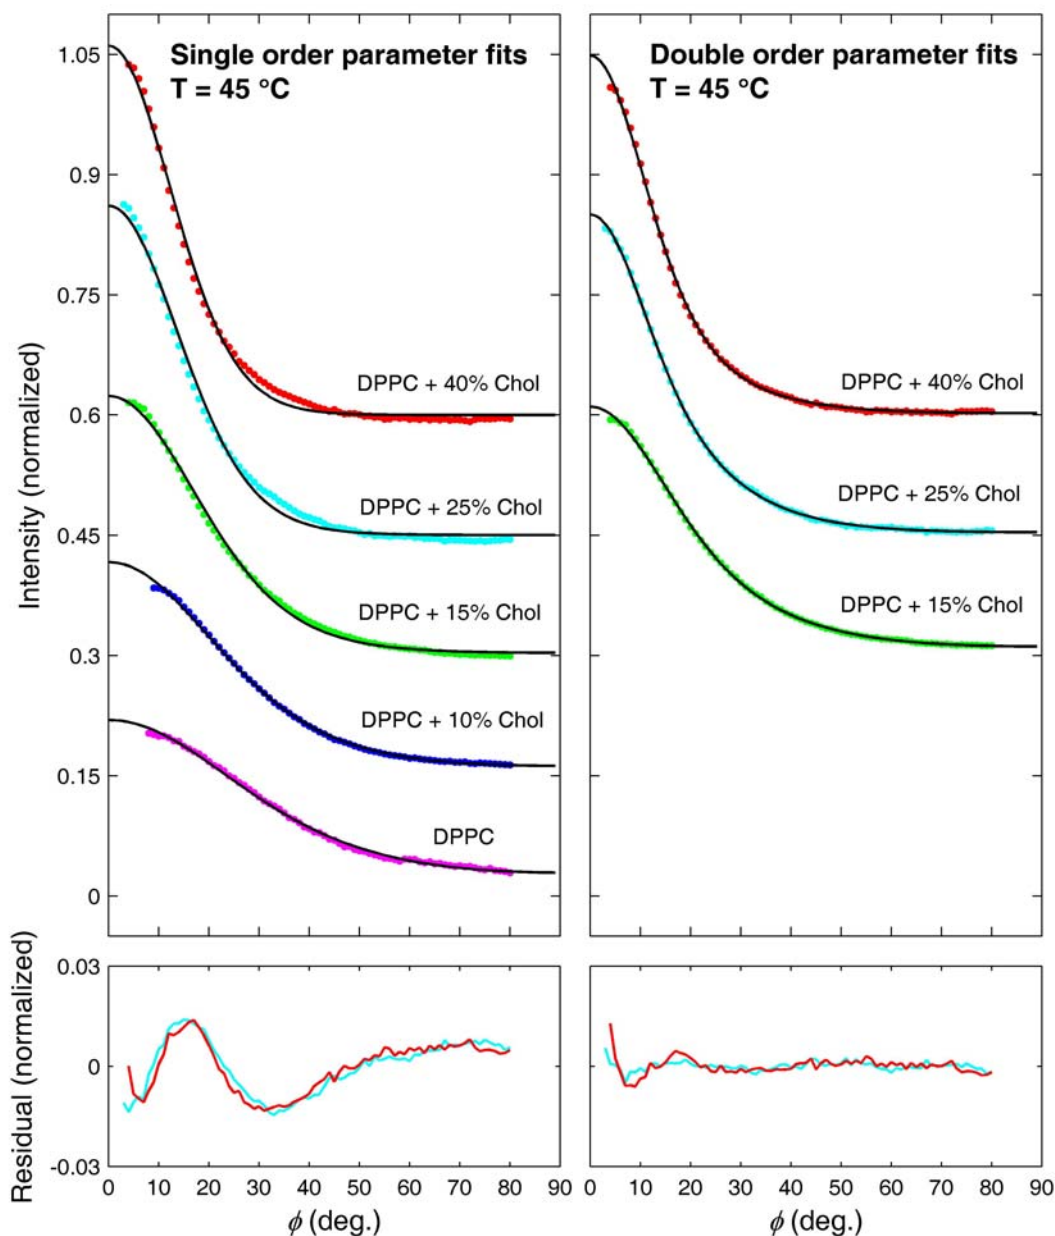 Single order parameter fits
T = 45 °C
Double order parameter fits
T = 45 °C
Intensity (normalized)
1.05
0.9
0.75
0.6
0.45
0.3
0.15
0
DPPC + 40% Chol
DPPC + 25% Chol
DPPC + 15% Chol
DPPC + 10% Chol
DPPC
DPPC + 40% Chol
DPPC + 25% Chol
DPPC + 15% Chol
Residual (normalized)
0.03
0
-0.03
0 10 20 30 40 50 60 70 80 90
ϕ (deg.)
0 10 20 30 40 50 60 70 80 90
ϕ (deg.)